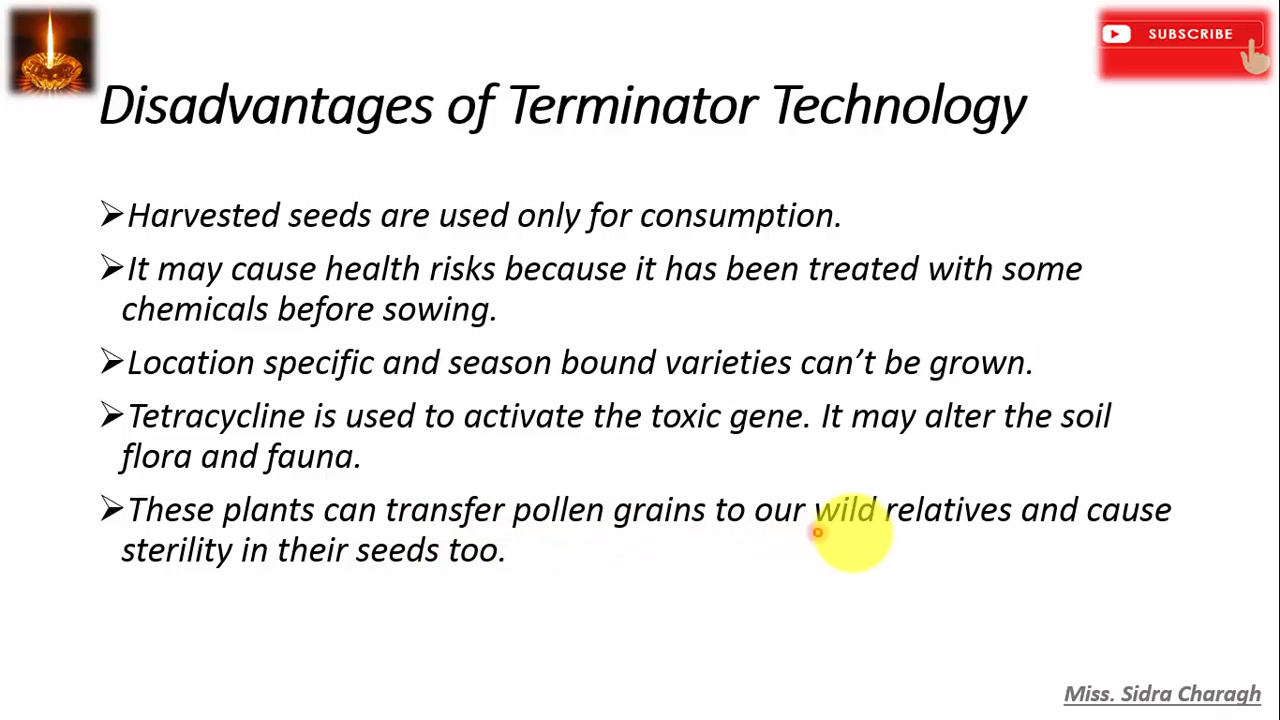 SUBSCRIBE
Disadvantages of Terminator Technology
➢Harvested seeds are used only for consumption.
➢It may cause health risks because it has been treated with some
chemicals before sowing.
➢Location specific and season bound varieties can’t be grown.
➢Tetracycline is used to activate the toxic gene. It may alter the soil
flora and fauna.
➢These plants can transfer pollen grains to our wild relatives and cause
sterility in their seeds too.
Miss. Sidra Charagh